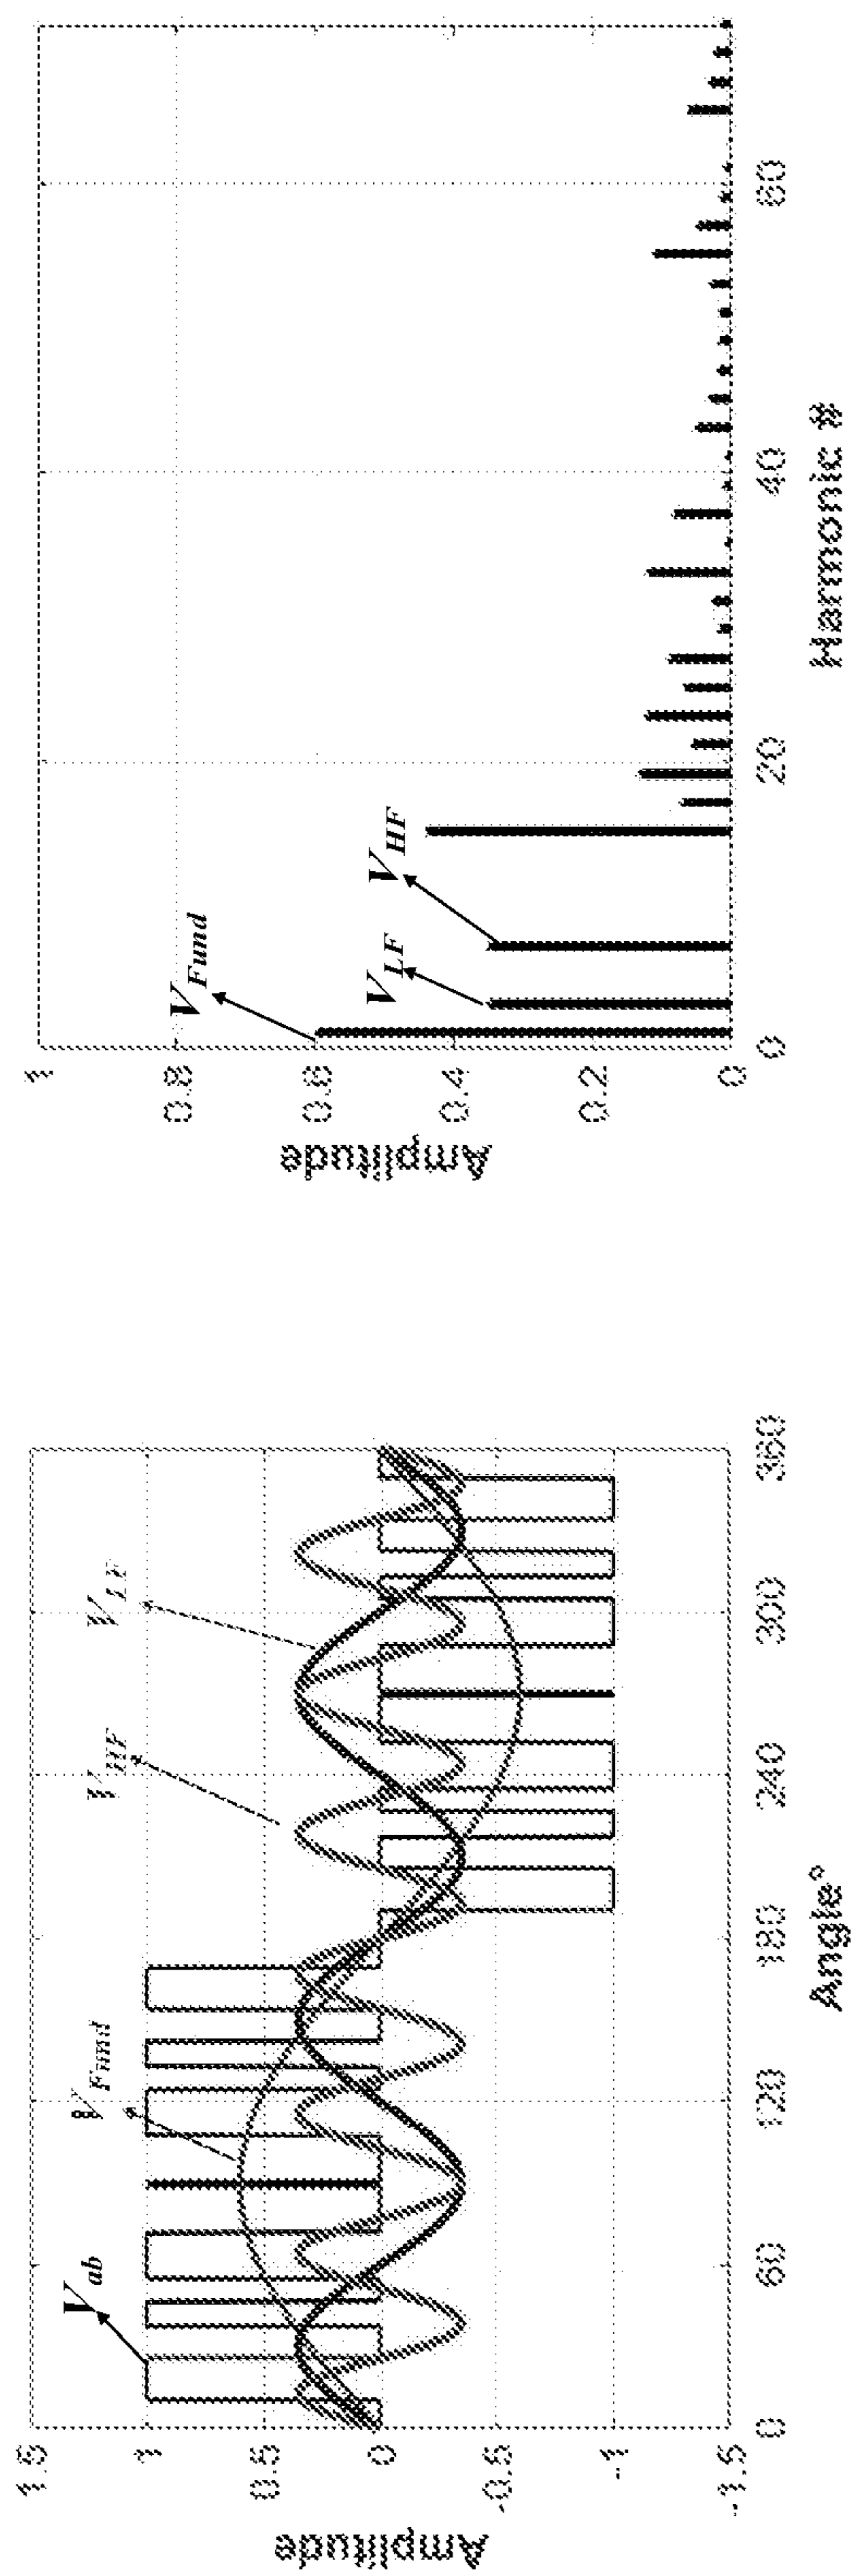 1.5
1
0.5
0
-0.5
-1
-1.5
Amplitude
0
60
120
180
240
300
360
Angle°
V_ab
V_Fund
V_HF
V_LF
1
0.8
0.6
0.4
0.2
0
Amplitude
0
20
40
60
Harmonic #
V_Fund
V_LF
V_HF